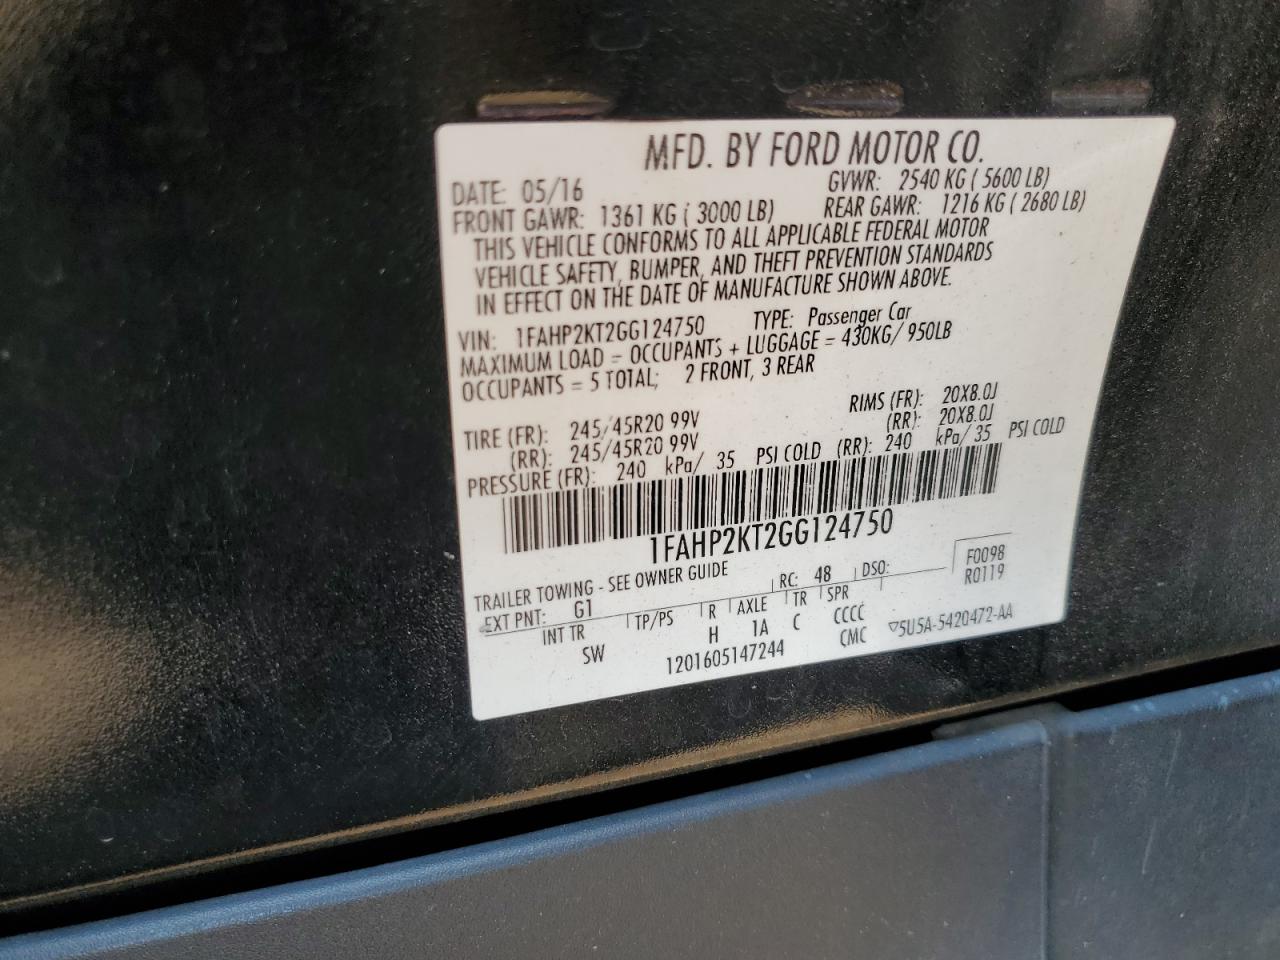 MFD. BY FORD MOTOR CO.
DATE: 05/16 GVWR: 2540 KG ( 5600 LB)
FRONT GAWR: 1361 KG ( 3000 LB) REAR GAWR: 1216 KG ( 2680 LB)
THIS VEHICLE CONFORMS TO ALL APPLICABLE FEDERAL MOTOR
VEHICLE SAFETY, BUMPER, AND THEFT PREVENTION STANDARDS
IN EFFECT ON THE DATE OF MANUFACTURE SHOWN ABOVE.
VIN: 1FAHP2KT2GG124750 TYPE: Passenger Car
MAXIMUM LOAD = OCCUPANTS + LUGGAGE = 430KG/ 950LB
OCCUPANTS = 5 TOTAL; 2 FRONT, 3 REAR
TIRE (FR): 245/45R20 99V RIMS (FR): 20X8.0J
(RR): 245/45R20 99V (RR): 20X8.0J
PRESSURE (FR): 240 kPa/ 35 PSI COLD (RR): 240 kPa/ 35 PSI COLD
1FAHP2KT2GG124750
TRAILER TOWING - SEE OWNER GUIDE
F0098
R0119
EXT PNT: G1 RC: 48 DSO:
INT TR TP/PS R AXLE TR SPR
SW H 1A C CCCC
1201605147244 CMC ▽5U5A-5420472-AA